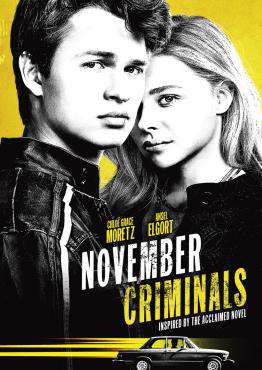 CHLOË GRACE
MORETZ
ANSEL
ELGORT
NOVEMBER
CRIMINALS
INSPIRED BY THE ACCLAIMED NOVEL